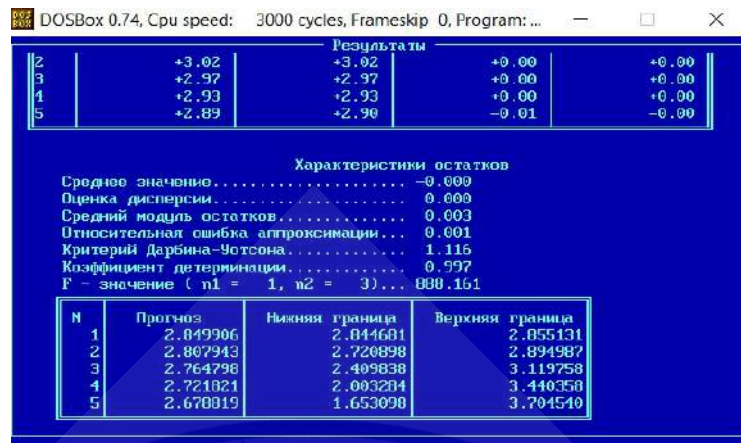 DOSBox 0.74, Cpu speed: 3000 cycles, Frameskip 0, Program: ...
Результаты
2 +3.02 +3.02 +0.00 +0.00
3 +2.97 +2.97 +0.00 +0.00
4 +2.93 +2.93 +0.00 +0.00
5 +2.89 +2.90 -0.01 -0.00
Характеристики остатков
Среднее значение...................... -0.000
Оценка дисперсии...................... 0.000
Средний модуль остатков............... 0.003
Относительная ошибка аппроксимации... 0.001
Критерий Дарбина-Уотсона.............. 1.116
Коэффициент детерминации............. 0.997
F - значение ( n1 = 1, n2 = 3)... 888.161
N Прогноз Нижняя граница Верхняя граница
1 2.849906 2.844681 2.855131
2 2.807943 2.720898 2.894987
3 2.764798 2.409838 3.119758
4 2.721821 2.003284 3.440358
5 2.678819 1.653098 3.704540